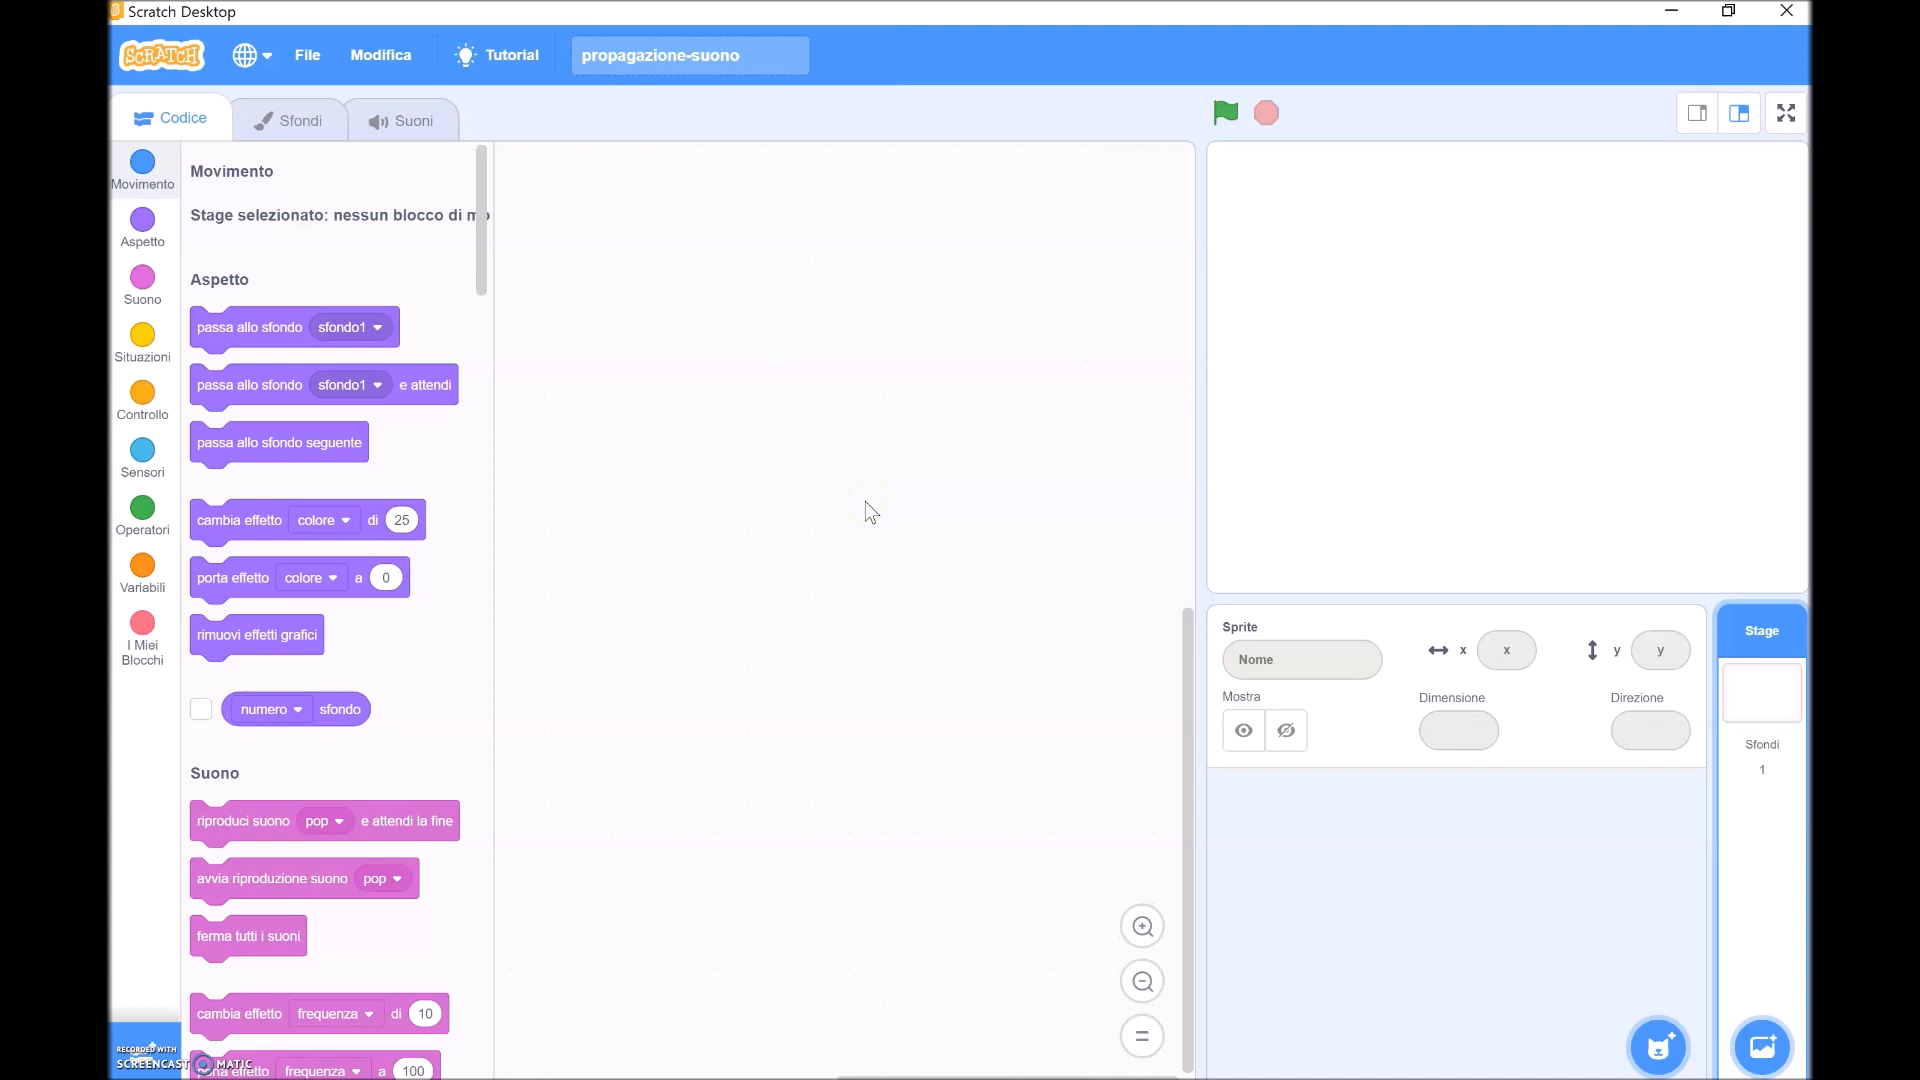 Scratch Desktop
SCRATCH
File
Modifica
Tutorial
propagazione-suono
Codice
Sfondi
Suoni
Movimento
Aspetto
Suono
Situazioni
Controllo
Sensori
Operatori
Variabili
I Miei
Blocchi
Movimento
Stage selezionato: nessun blocco di mo
Aspetto
passa allo sfondo sfondo1
passa allo sfondo sfondo1 e attendi
passa allo sfondo seguente
cambia effetto colore di 25
porta effetto colore a 0
rimuovi effetti grafici
numero sfondo
Suono
riproduci suono pop e attendi la fine
avvia riproduzione suono pop
ferma tutti i suoni
cambia effetto frequenza di 10
porta effetto frequenza a 100
Sprite
Nome
x x
y y
Mostra
Dimensione
Direzione
Stage
Sfondi
1
RECORDED WITH
SCREENCAST MATIC